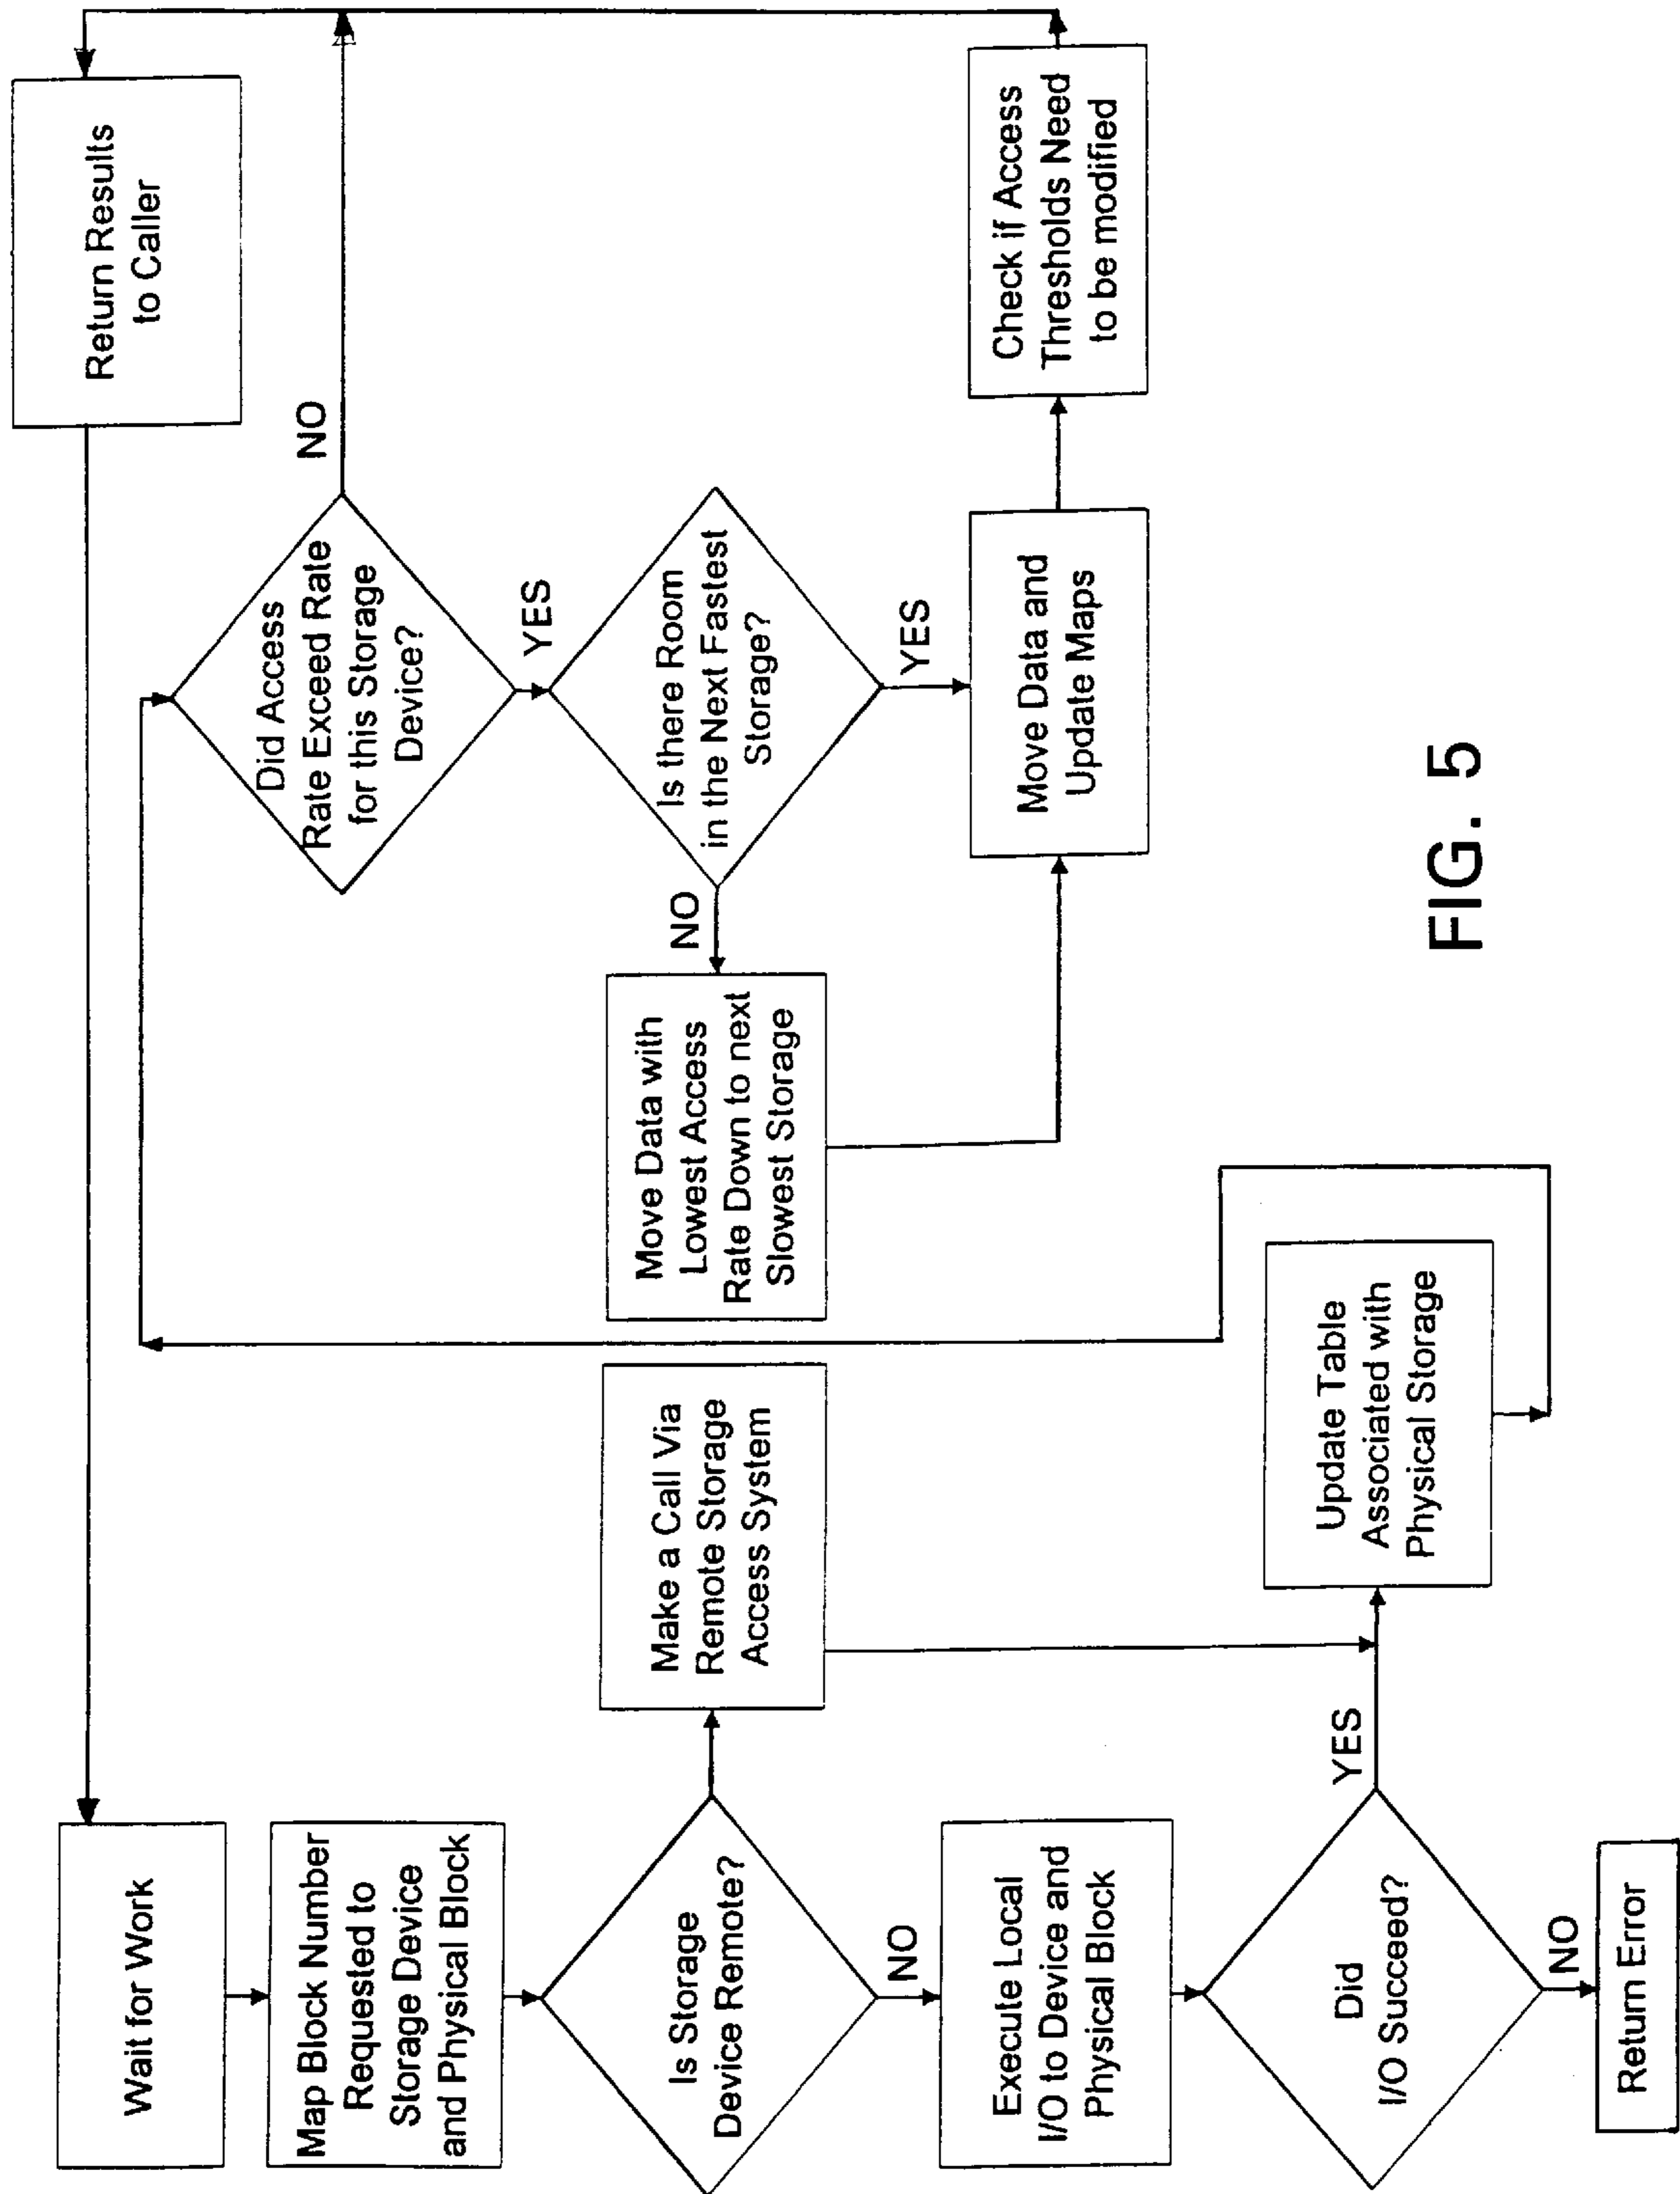 Wait for Work
Map Block Number
Requested to
Storage Device
and Physical Block
Is Storage
Device Remote?
Make a Call Via
Remote Storage
Access System
NO
Execute Local
I/O to Device and
Physical Block
Did
I/O Succeed?
YES
NO
Return Error
Update Table
Associated with
Physical Storage
Return Results
to Caller
Did Access
Rate Exceed Rate
for this Storage
Device?
NO
YES
Is there Room
in the Next Fastest
Storage?
NO
YES
Move Data with
Lowest Access
Rate Down to next
Slowest Storage
Move Data and
Update Maps
Check if Access
Thresholds Need
to be modified
FIG. 5